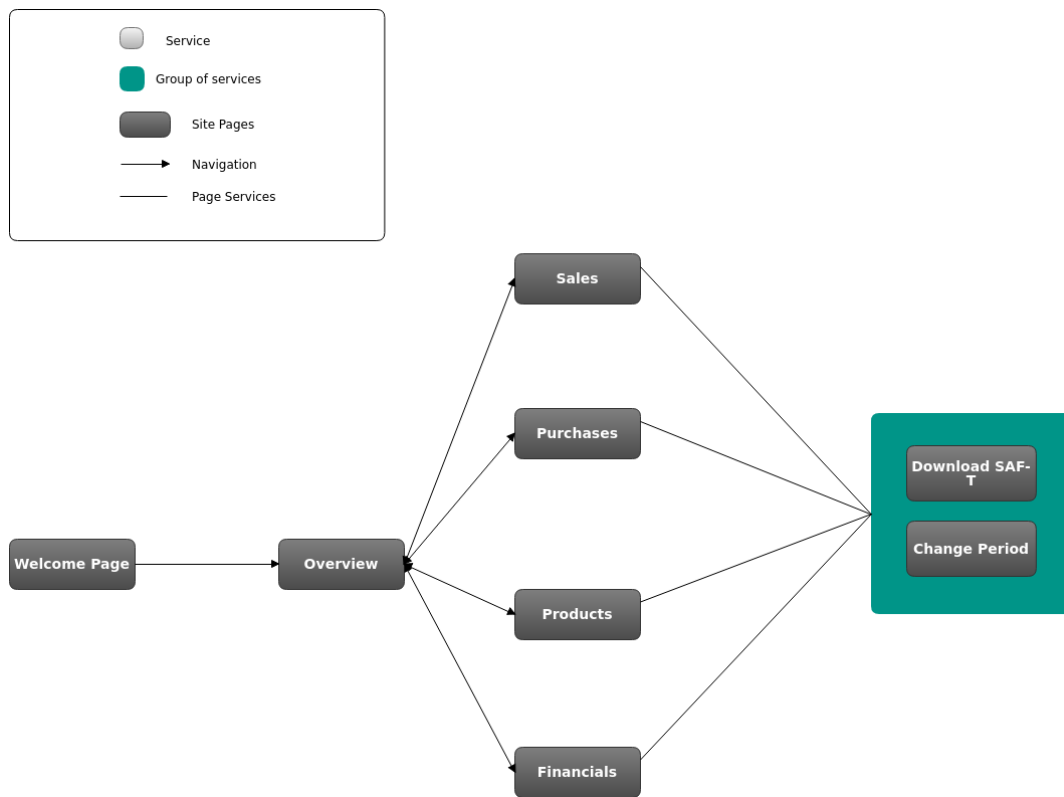 Service
Group of services
Site Pages
Navigation
Page Services
Sales
Purchases
Download SAF-
T
Change Period
Welcome Page
Overview
Products
Financials